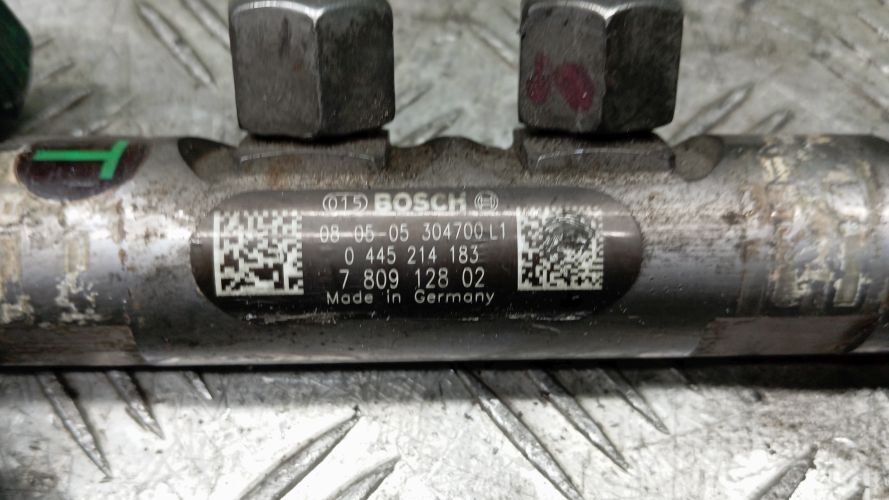 (015) BOSCH
08-05-05 304700 L1
0 445 214 183
7 809 128 02
Made in Germany